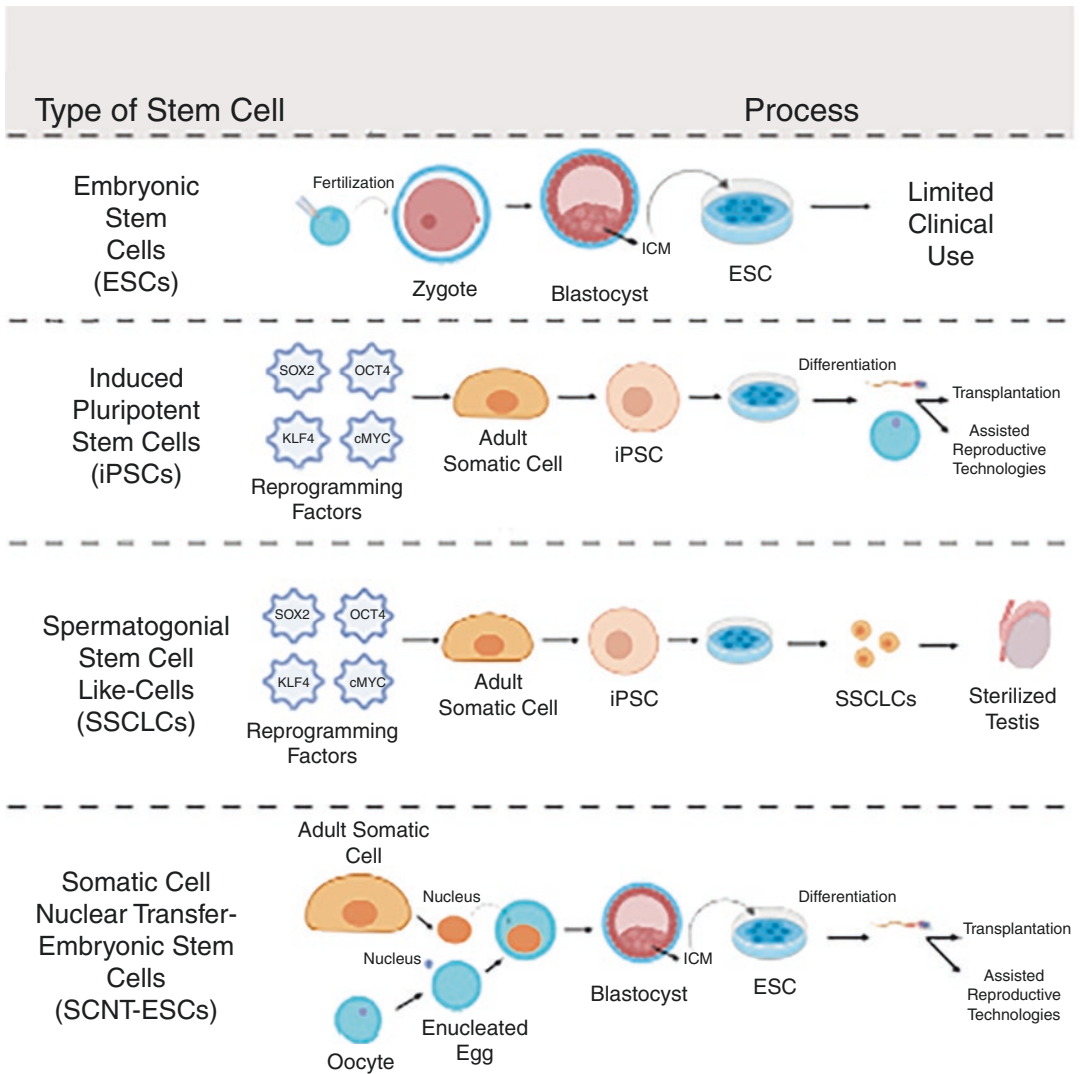 Type of Stem Cell
Process
Embryonic
Stem
Cells
(ESCs)
Fertilization
Zygote
Blastocyst
ICM
ESC
Limited
Clinical
Use
Induced
Pluripotent
Stem Cells
(iPSCs)
SOX2
OCT4
KLF4
cMYC
Reprogramming
Factors
Adult
Somatic Cell
iPSC
Differentiation
Transplantation
Assisted
Reproductive
Technologies
Spermatogonial
Stem Cell
Like-Cells
(SSCLCs)
SOX2
OCT4
KLF4
cMYC
Reprogramming
Factors
Adult
Somatic Cell
iPSC
SSCLCs
Sterilized
Testis
Somatic Cell
Nuclear Transfer-
Embryonic Stem
Cells
(SCNT-ESCs)
Adult Somatic
Cell
Nucleus
Nucleus
Oocyte
Enucleated
Egg
Blastocyst
ICM
ESC
Differentiation
Transplantation
Assisted
Reproductive
Technologies